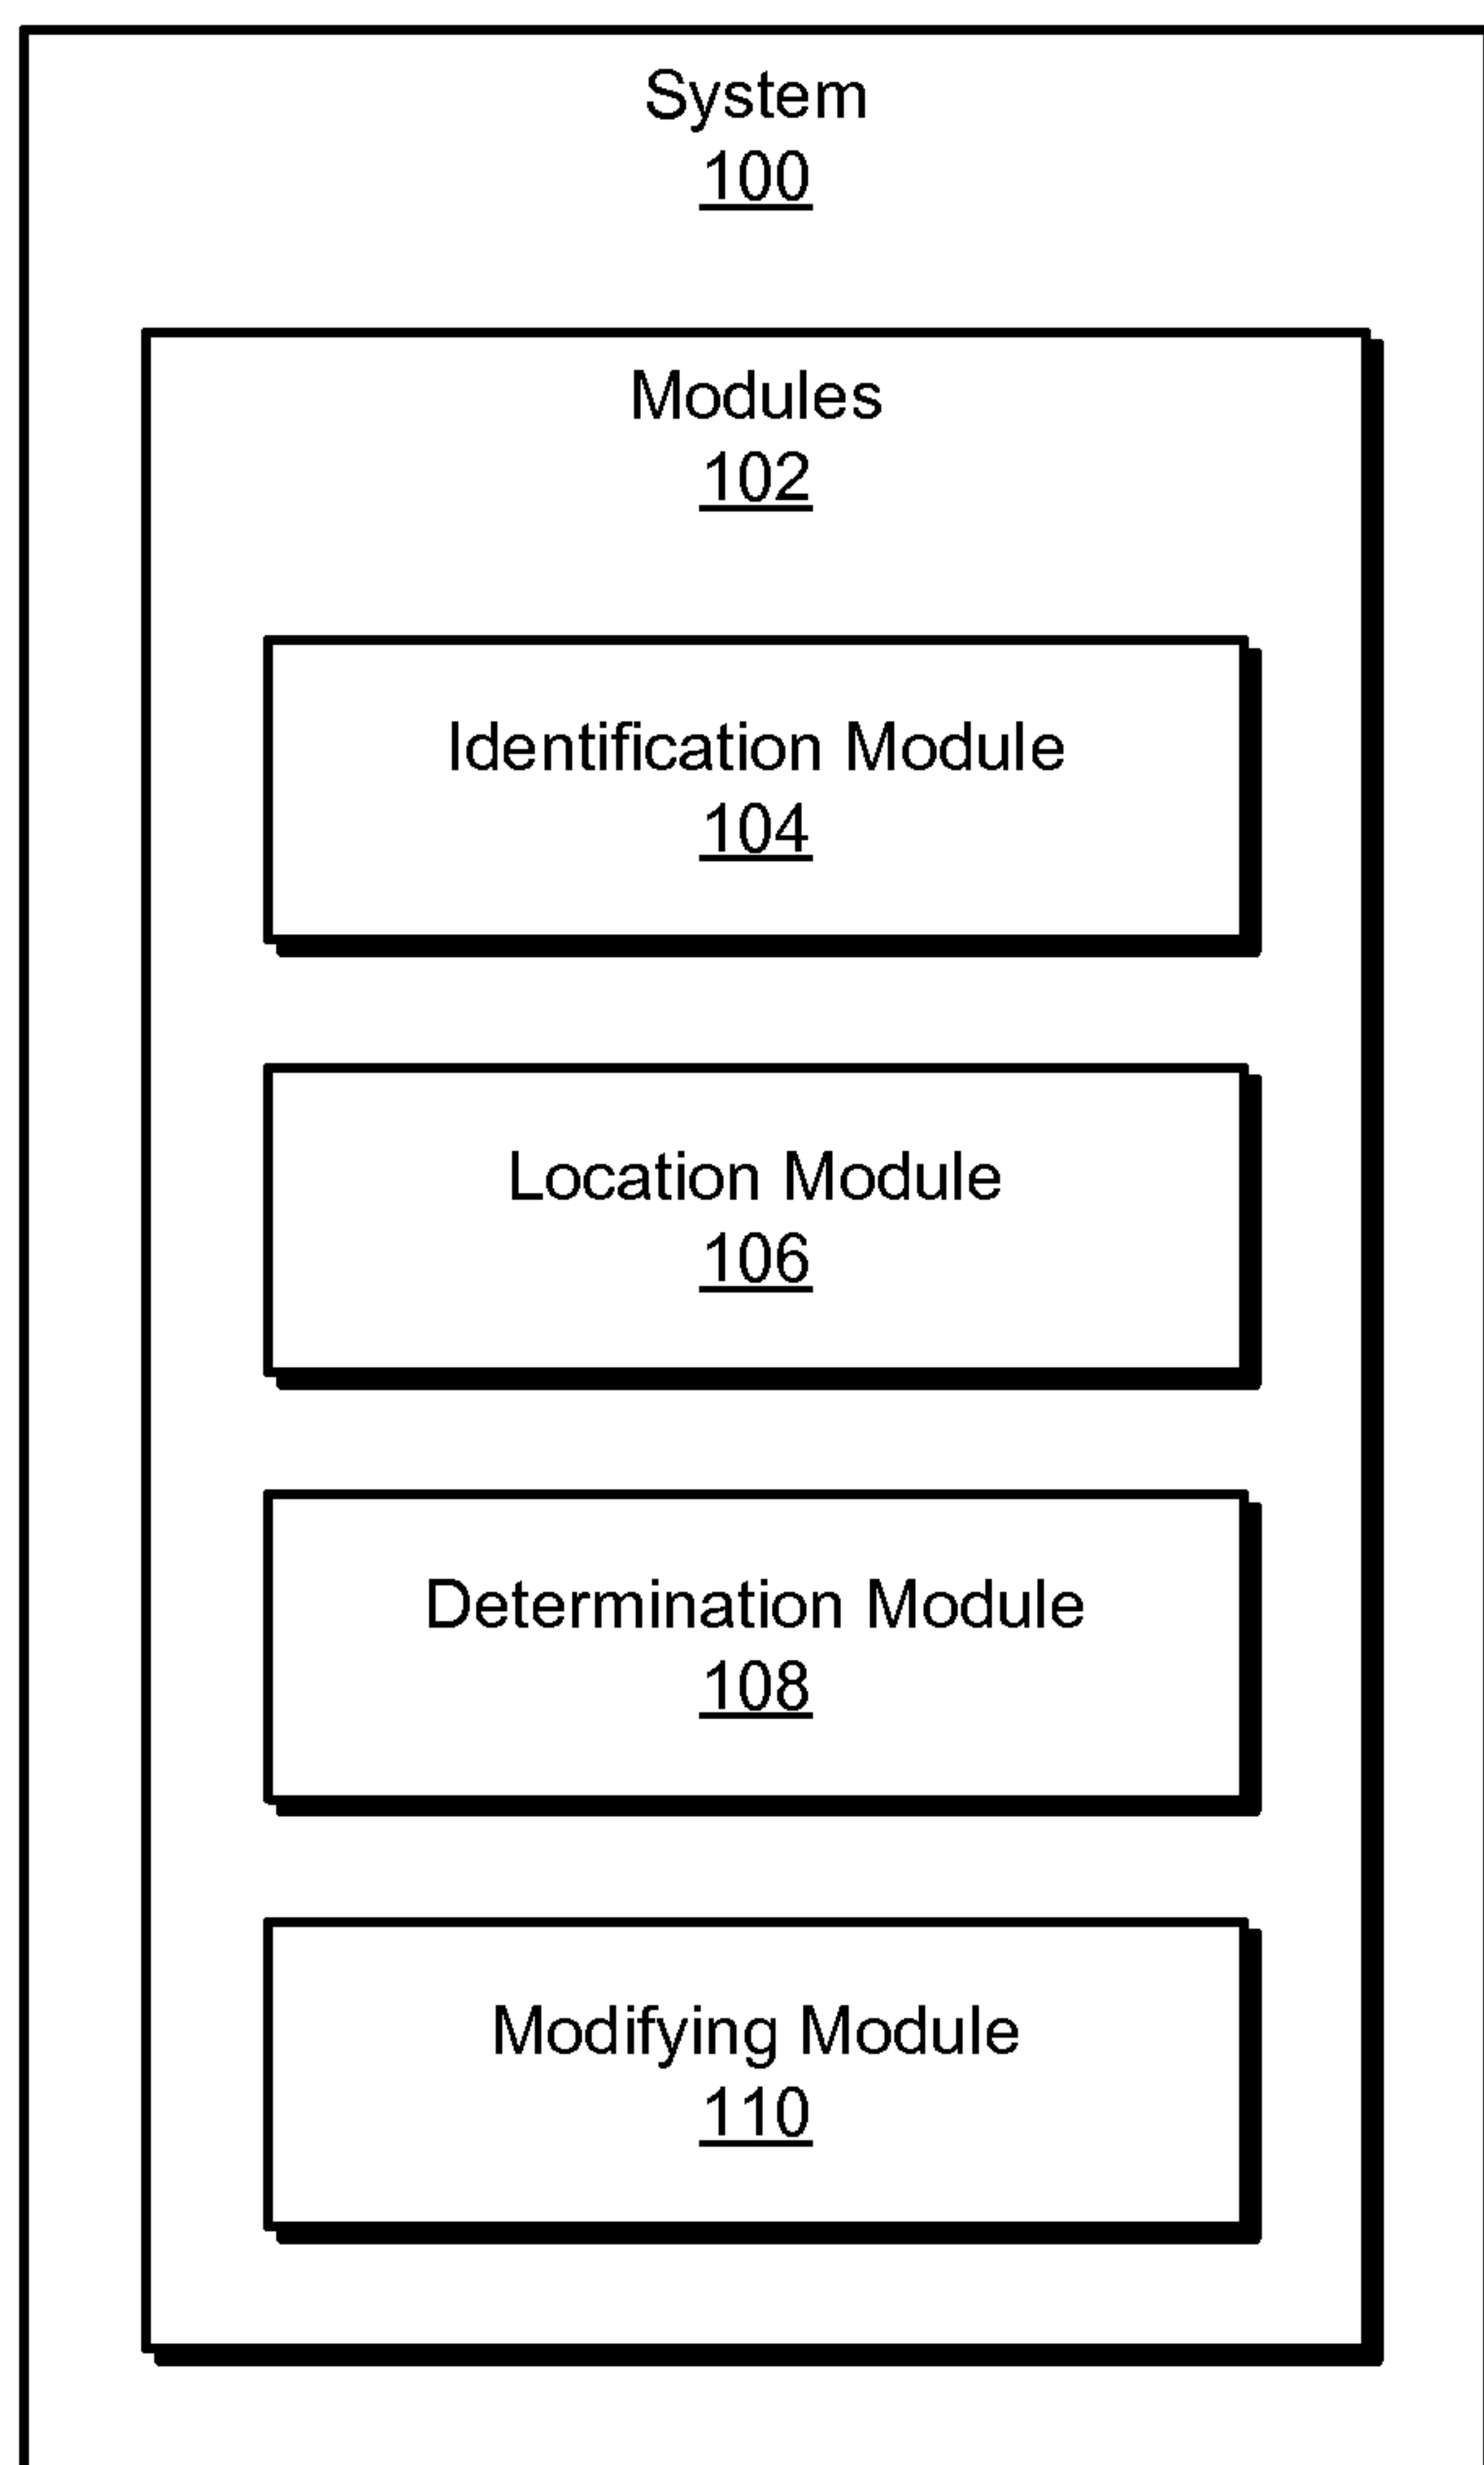 System
100
Modules
102
Identification Module
104
Location Module
106
Determination Module
108
Modifying Module
110